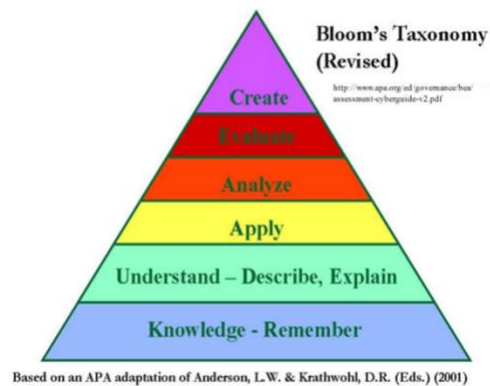 Bloom's Taxonomy
(Revised)
http://www.apa.org/ed/governance/bea/
assessment-cyberguide-v2.pdf
Create
Evaluate
Analyze
Apply
Understand – Describe, Explain
Knowledge - Remember
Based on an APA adaptation of Anderson, L.W. & Krathwohl, D.R. (Eds.) (2001)